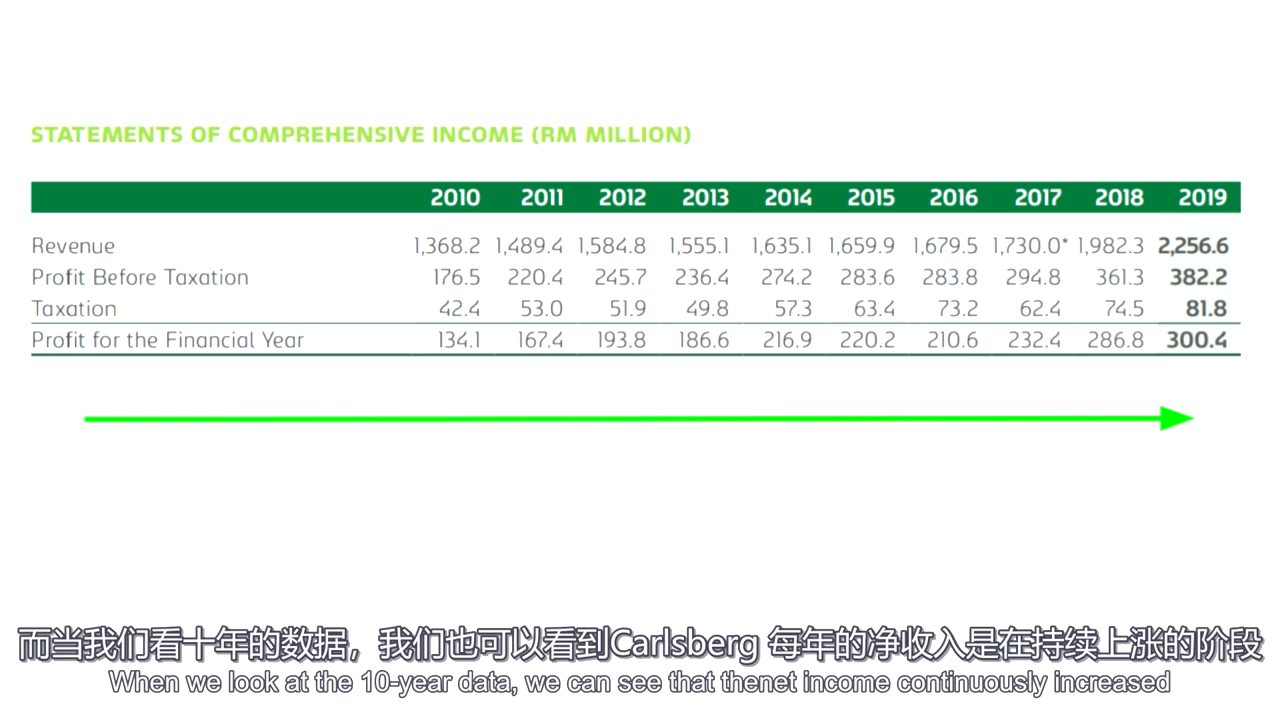 STATEMENTS OF COMPREHENSIVE INCOME (RM MILLION)
2010 2011 2012 2013 2014 2015 2016 2017 2018 2019
Revenue 1,368.2 1,489.4 1,584.8 1,555.1 1,635.1 1,659.9 1,679.5 1,730.0* 1,982.3 2,256.6
Profit Before Taxation 176.5 220.4 245.7 236.4 274.2 283.6 283.8 294.8 361.3 382.2
Taxation 42.4 53.0 51.9 49.8 57.3 63.4 73.2 62.4 74.5 81.8
Profit for the Financial Year 134.1 167.4 193.8 186.6 216.9 220.2 210.6 232.4 286.8 300.4
而当我们看十年的数据，我们也可以看到Carlsberg 每年的净收入是在持续上涨的阶段
When we look at the 10-year data, we can see that thenet income continuously increased